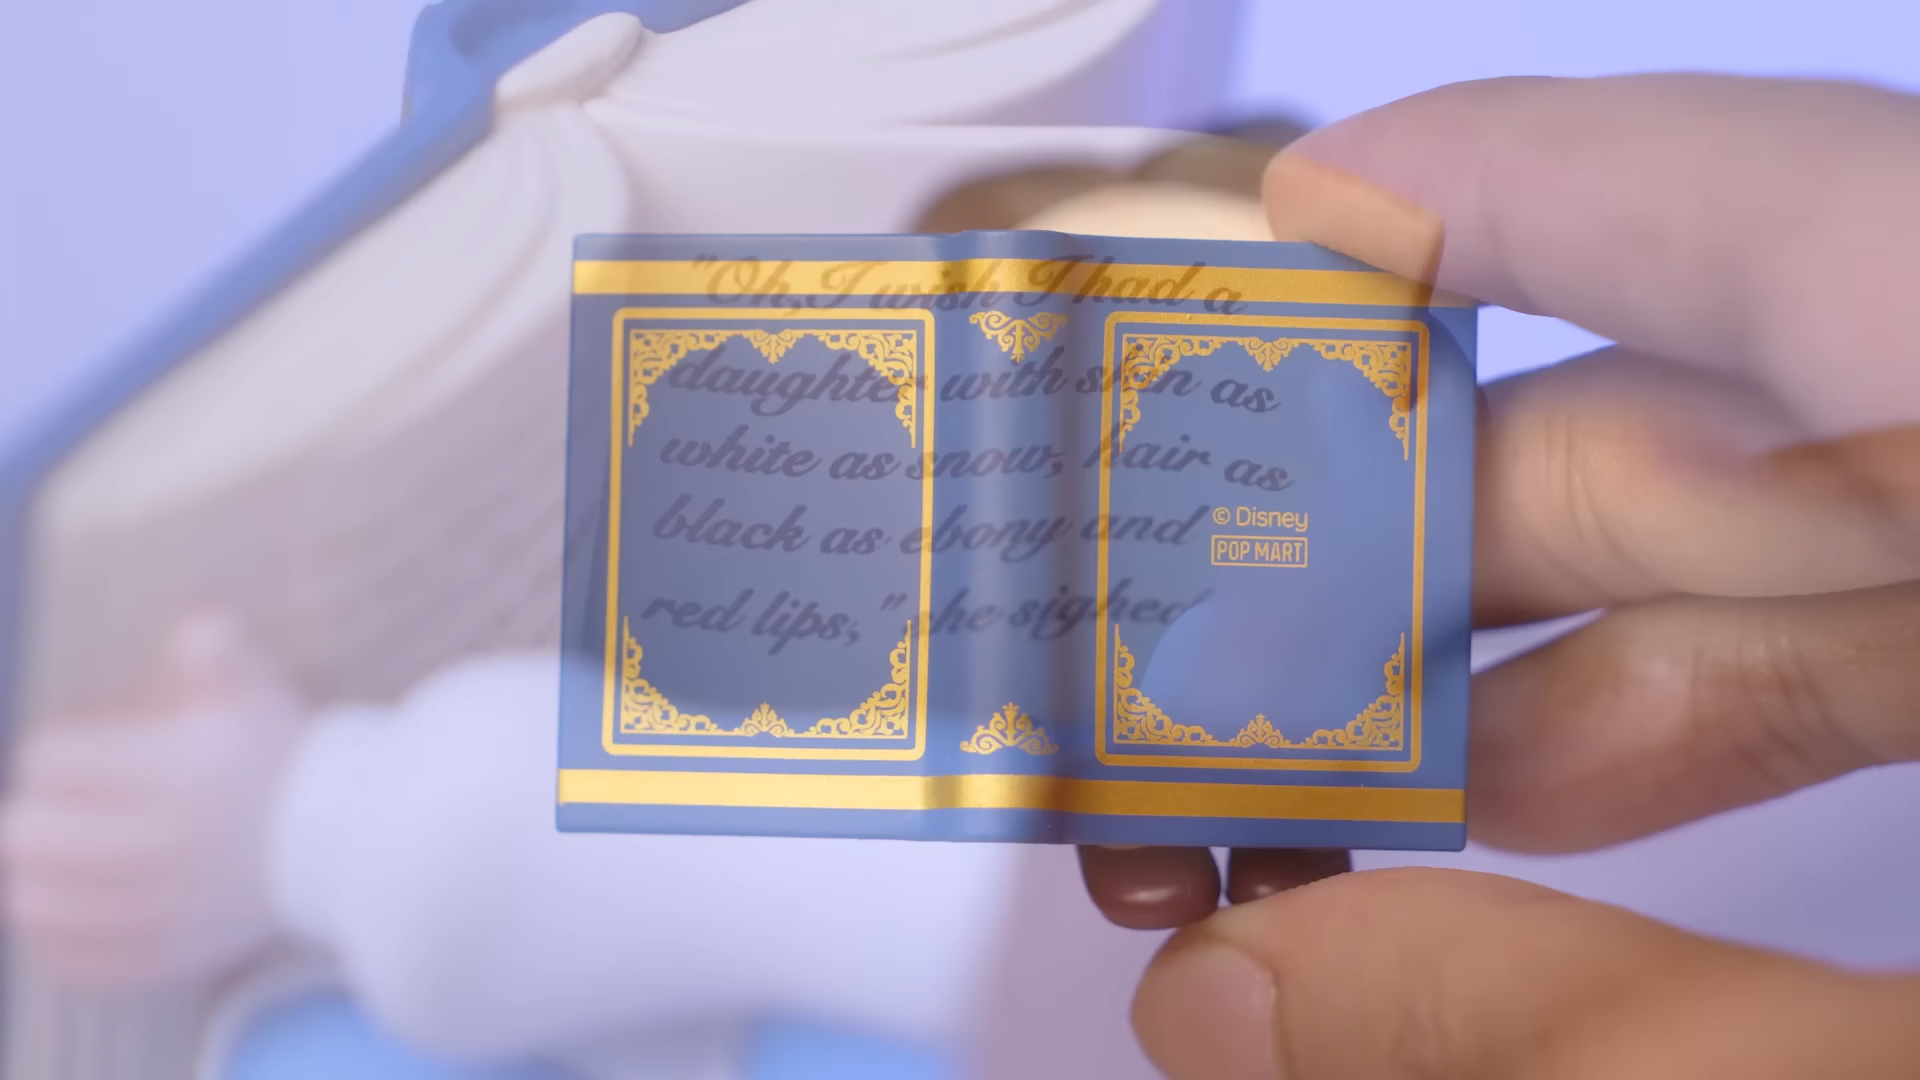 "Oh, I wish I had a
daughter with skin as
white as snow, hair as
black as ebony and
red lips," she sighed
© Disney
POP MART